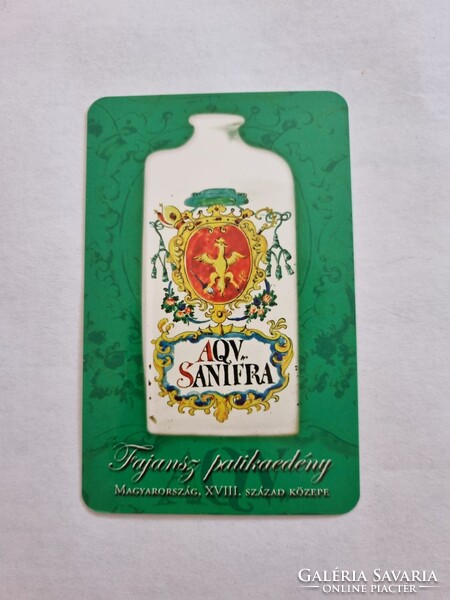 AQV.
SANIFRA
Fajansz patikaedény
MAGYARORSZÁG, XVIII. SZÁZAD KÖZEPE
GALÉRIA SAVARIA
ONLINE PIACTÉR